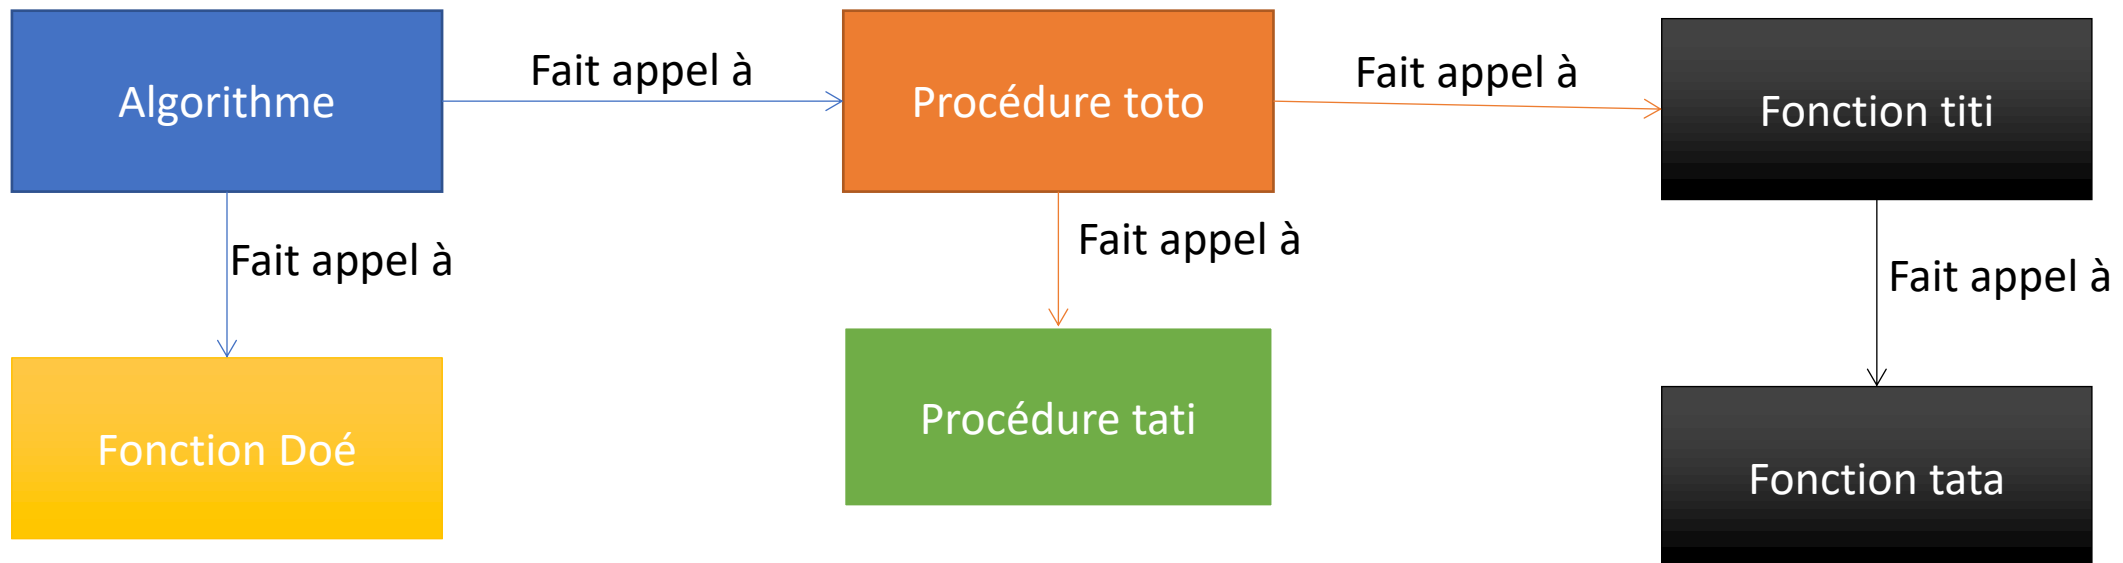 Algorithme
Fait appel à
Procédure toto
Fait appel à
Fonction titi
Fait appel à
Fait appel à
Fait appel à
Fonction Doé
Procédure tati
Fonction tata